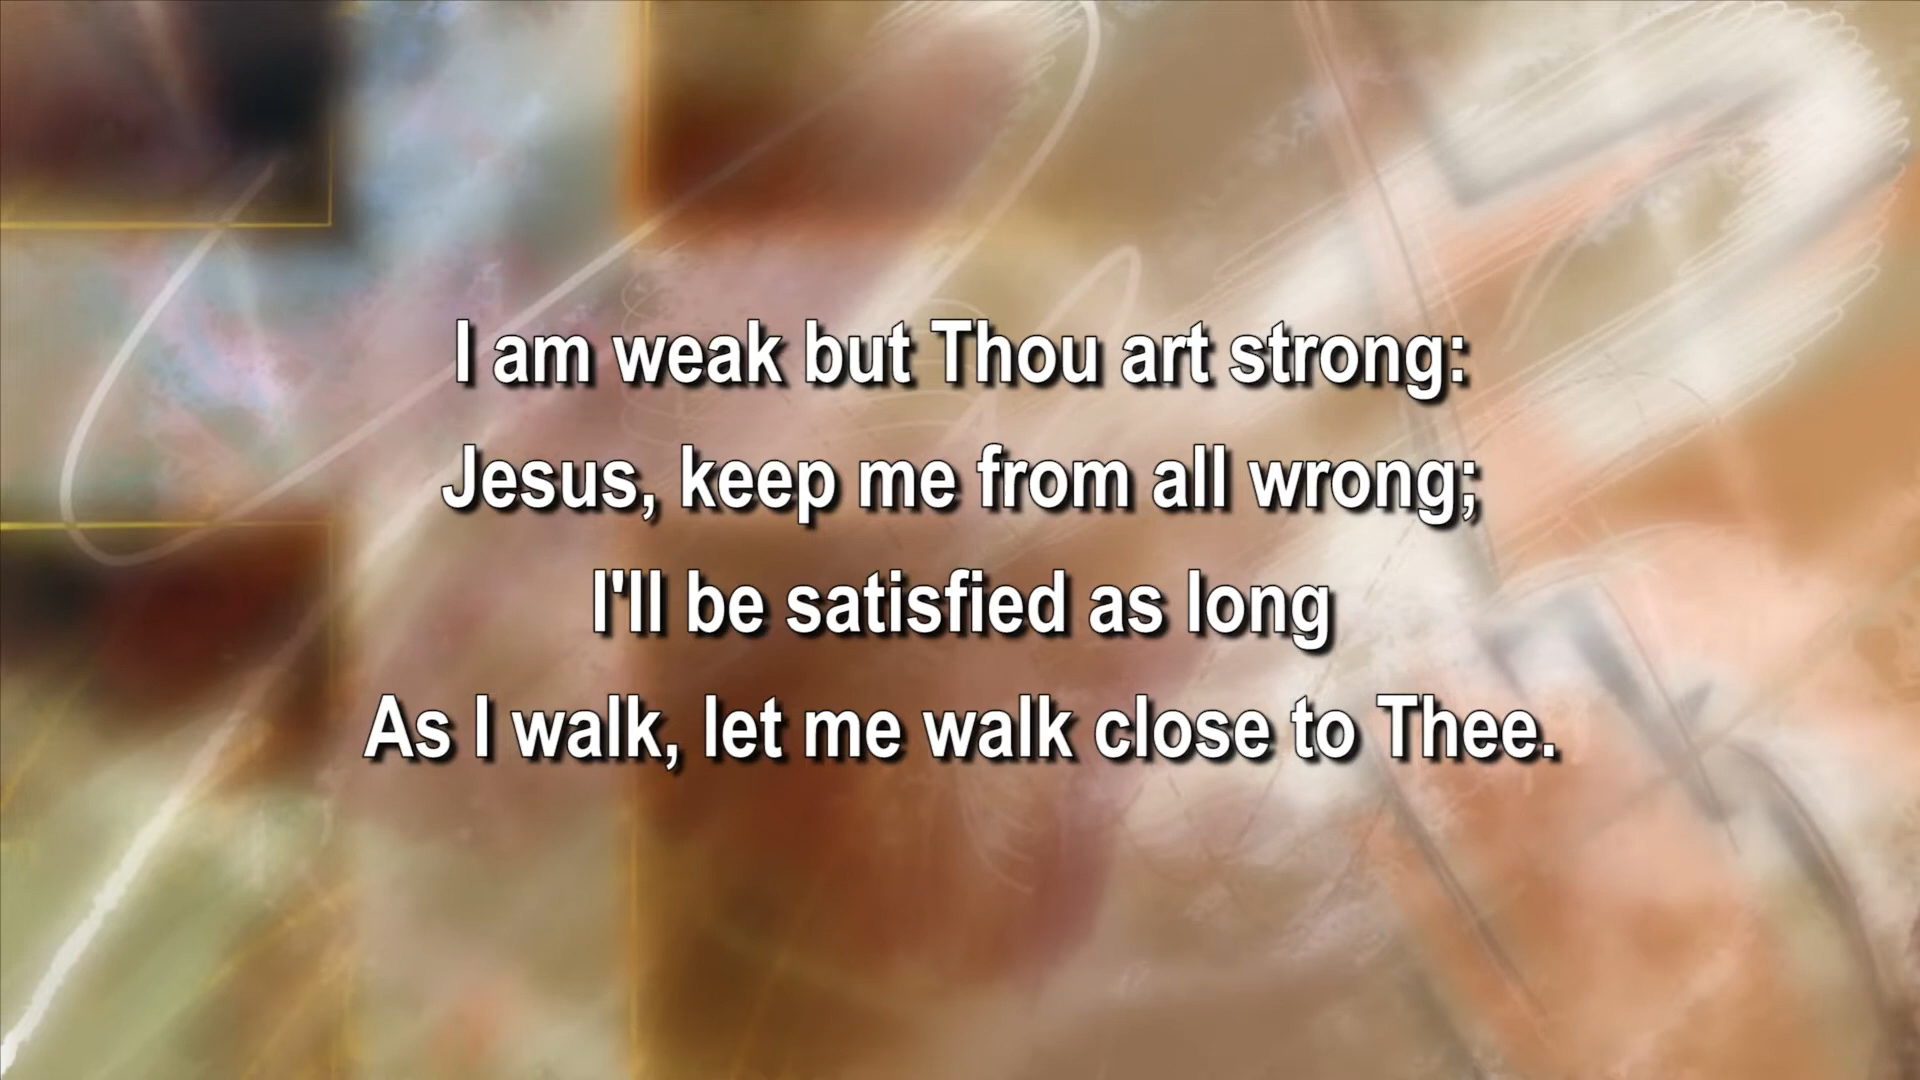 I am weak but Thou art strong:
Jesus, keep me from all wrong;
I'll be satisfied as long
As I walk, let me walk close to Thee.